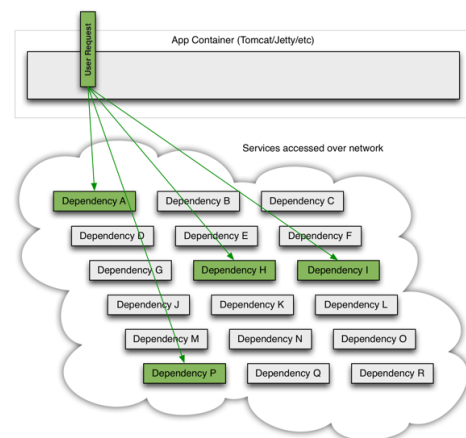 App Container (Tomcat/Jetty/etc)
User Request
Services accessed over network
Dependency A
Dependency B
Dependency C
Dependency D
Dependency E
Dependency F
Dependency G
Dependency H
Dependency I
Dependency J
Dependency K
Dependency L
Dependency M
Dependency N
Dependency O
Dependency P
Dependency Q
Dependency R